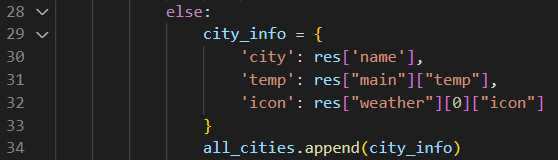 28 else:
29 city_info = {
30 'city': res['name'],
31 'temp': res["main"]["temp"],
32 'icon': res["weather"][0]["icon"]
33 }
34 all_cities.append(city_info)